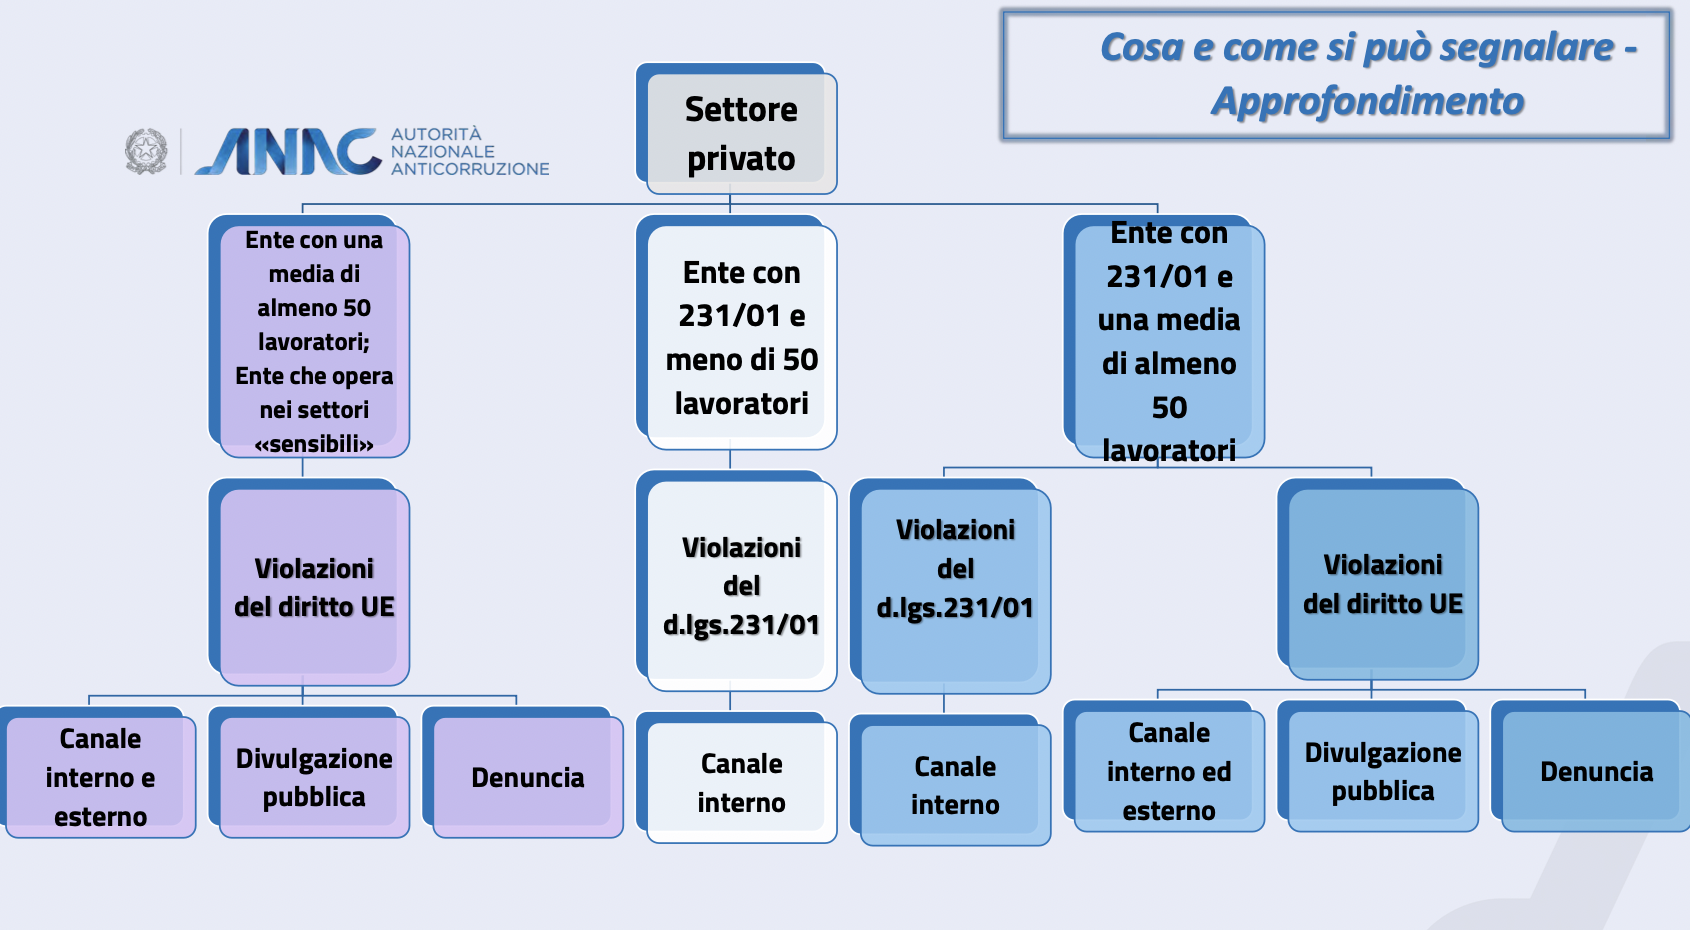 Cosa e come si può segnalare -
Approfondimento
ANAC
AUTORITÀ
NAZIONALE
ANTICORRUZIONE
Settore
privato
Ente con una
media di
almeno 50
lavoratori;
Ente che opera
nei settori
«sensibili»
Ente con
231/01 e
meno di 50
lavoratori
Ente con
231/01 e
una media
di almeno
50
lavoratori
Violazioni
del diritto UE
Violazioni
del
d.lgs.231/01
Violazioni
del
d.lgs.231/01
Violazioni
del diritto UE
Canale
interno e
esterno
Divulgazione
pubblica
Denuncia
Canale
interno
Canale
interno
Canale
interno ed
esterno
Divulgazione
pubblica
Denuncia